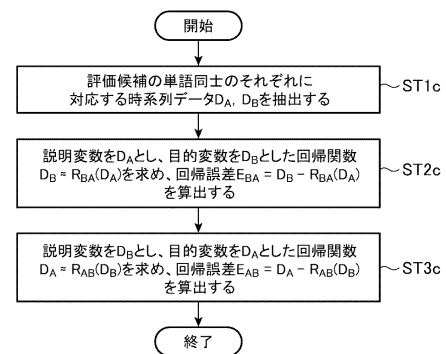 開始
評価候補の単語同士のそれぞれに
対応する時系列データDA, DBを抽出する
ST1c
説明変数をDAとし、目的変数をDBとした回帰関数
DB ≈ RBA(DA)を求め、回帰誤差EBA = DB − RBA(DA)
を算出する
ST2c
説明変数をDBとし、目的変数をDAとした回帰関数
DA ≈ RAB(DB)を求め、回帰誤差EAB = DA − RAB(DB)
を算出する
ST3c
終了